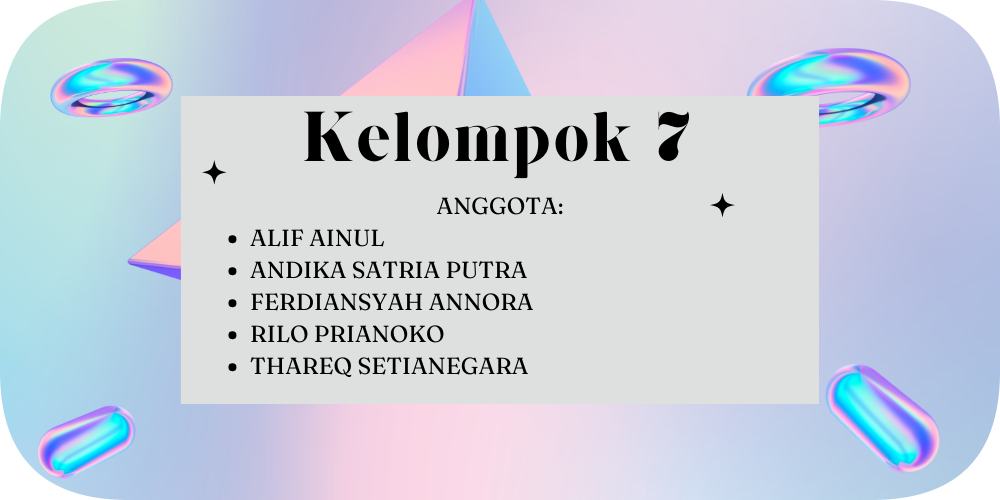 Kelompok 7
ANGGOTA:
• ALIF AINUL
• ANDIKA SATRIA PUTRA
• FERDIANSYAH ANNORA
• RILO PRIANOKO
• THAREQ SETIANEGARA